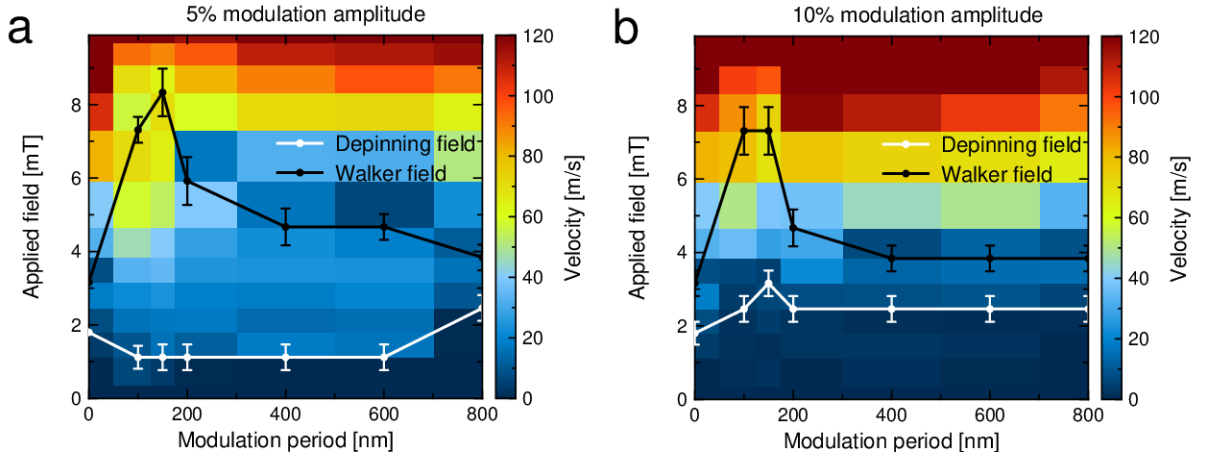 a
5% modulation amplitude
Applied field [mT]
8
6
4
2
0
0 200 400 600 800
Modulation period [nm]
Depinning field
Walker field
120
100
80
60
40
20
0
Velocity [m/s]
b
10% modulation amplitude
Applied field [mT]
8
6
4
2
0
0 200 400 600 800
Modulation period [nm]
Depinning field
Walker field
120
100
80
60
40
20
0
Velocity [m/s]